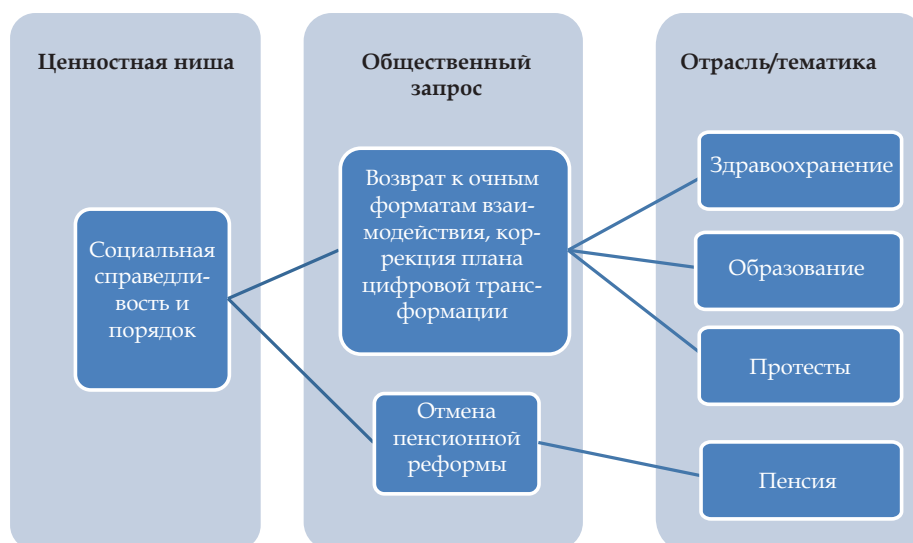 Ценностная ниша
Социальная
справедли-
вость и
порядок
Общественный
запрос
Возврат к очным
форматам взаи-
модействия, кор-
рекция плана
цифровой транс-
формации
Отмена
пенсионной
реформы
Отрасль/тематика
Здравоохранение
Образование
Протесты
Пенсия